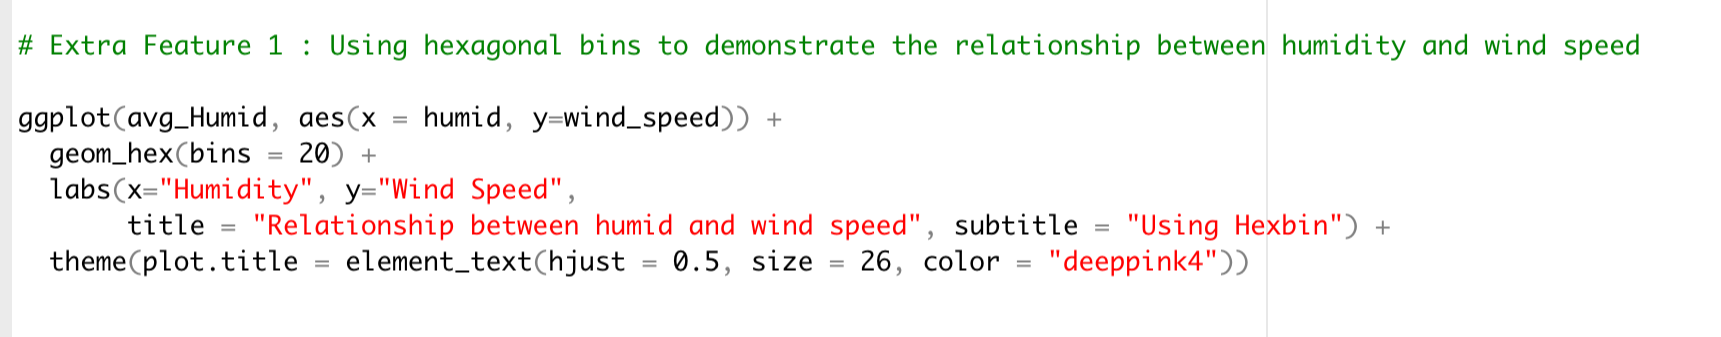 # Extra Feature 1 : Using hexagonal bins to demonstrate the relationship between humidity and wind speed
ggplot(avg_Humid, aes(x = humid, y=wind_speed)) +
geom_hex(bins = 20) +
labs(x="Humidity", y="Wind Speed",
title = "Relationship between humid and wind speed", subtitle = "Using Hexbin") +
theme(plot.title = element_text(hjust = 0.5, size = 26, color = "deeppink4"))